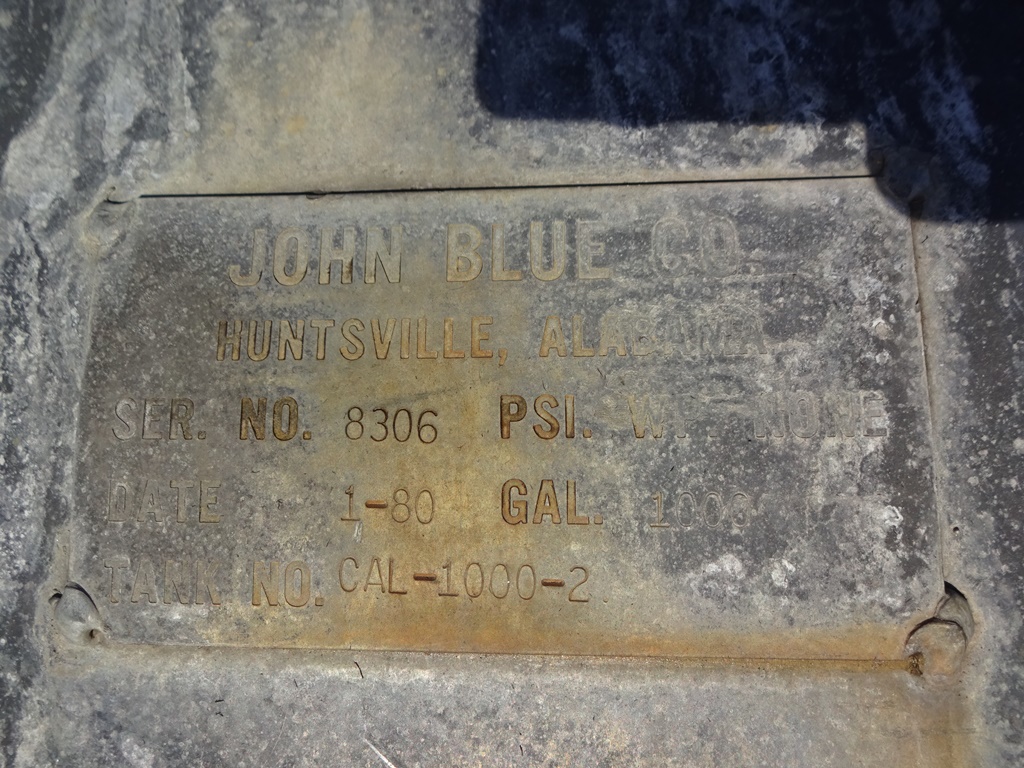 JOHN BLUE CO.
HUNTSVILLE, ALABAMA
SER. NO. 8306 PSI. WP. NONE
DATE 1-80 GAL. 1000
TANK NO. CAL-1000-2